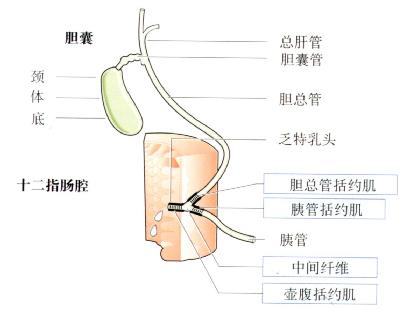 胆囊
总肝管
胆囊管
颈
体
胆总管
底
乏特乳头
十二指肠腔
胆总管括约肌
胰管括约肌
胰管
中间纤维
壶腹括约肌